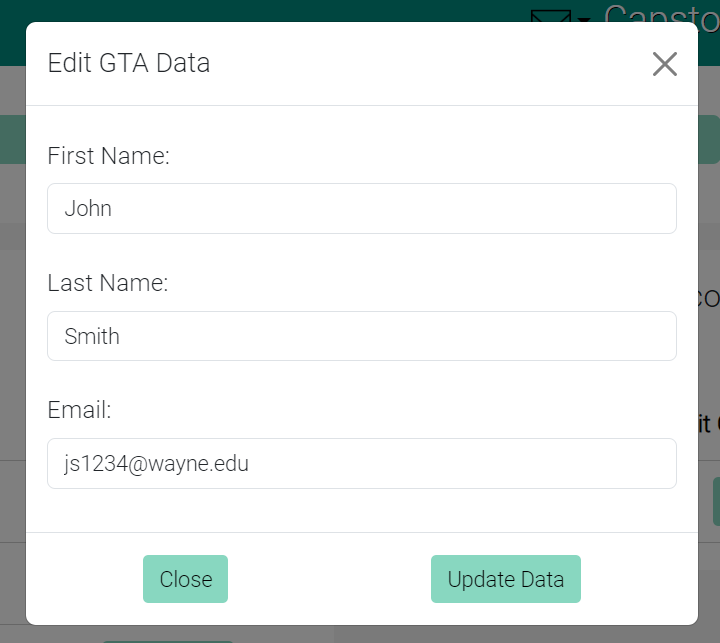 Edit GTA Data
First Name:
John
Last Name:
Smith
Email:
js1234@wayne.edu
Close
Update Data